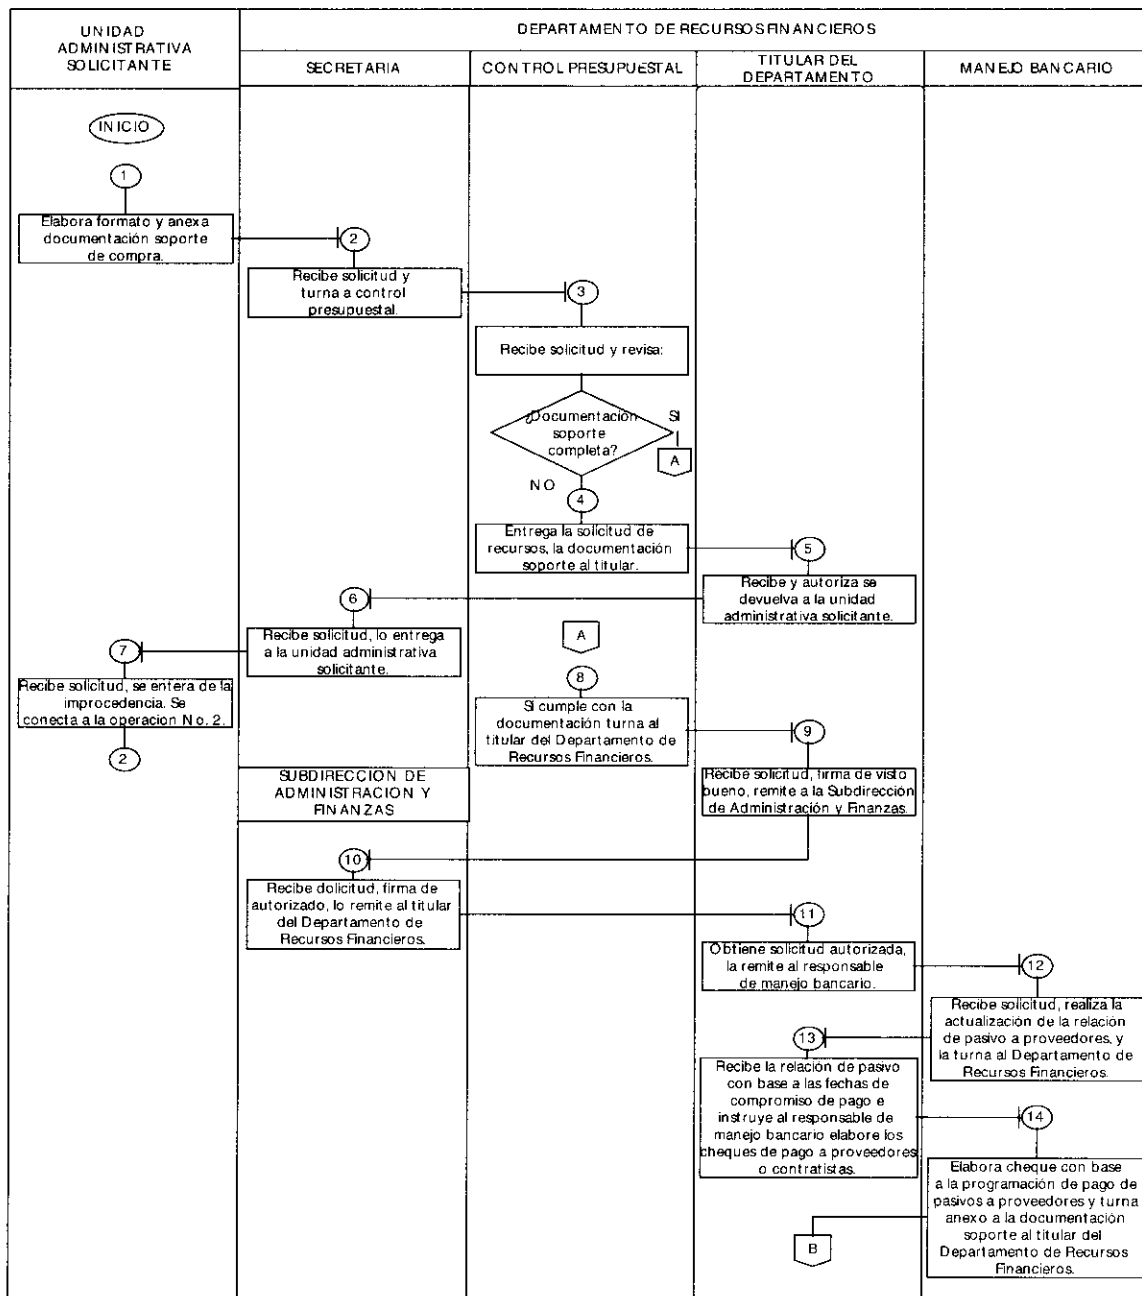 UNIDAD
ADMINISTRATIVA
SOLICITANTE
DEPARTAMENTO DE RECURSOS FINANCIEROS
SECRETARIA
CONTROL PRESUPUESTAL
TITULAR DEL
DEPARTAMENTO
MANEJO BANCARIO
INICIO
1
Elabora formato y anexa
documentación soporte
de compra.
2
Recibe solicitud y
turna a control
presupuestal.
3
Recibe solicitud y revisa:
¿Documentación
soporte
completa?
SI
A
NO
4
Entrega la solicitud de
recursos, la documentación
soporte al titular.
5
Recibe y autoriza se
devuelva a la unidad
administrativa solicitante.
6
Recibe solicitud, lo entrega
a la unidad administrativa
solicitante.
7
Recibe solicitud, se entera de la
improcedencia. Se
conecta a la operacion No. 2.
2
A
8
Si cumple con la
documentación turna al
titular del Departamento de
Recursos Financieros.
9
Recibe solicitud, firma de visto
bueno, remite a la Subdirección
de Administración y Finanzas.
SUBDIRECCION DE
ADMINISTRACION Y
FINANZAS
10
Recibe dolicitud, firma de
autorizado, lo remite al titular
del Departamento de
Recursos Financieros.
11
Obtiene solicitud autorizada,
la remite al responsable
de manejo bancario.
12
Recibe solicitud, realiza la
actualización de la relación
de pasivo a proveedores, y
la turna al Departamento de
Recursos Financieros.
13
Recibe la relación de pasivo
con base a las fechas de
compromiso de pago e
instruye al responsable de
manejo bancario elabore los
cheques de pago a proveedores
o contratistas.
14
Elabora cheque con base
a la programación de pago de
pasivos a proveedores y turna
anexo a la documentación
soporte al titular del
Departamento de Recursos
Financieros.
B